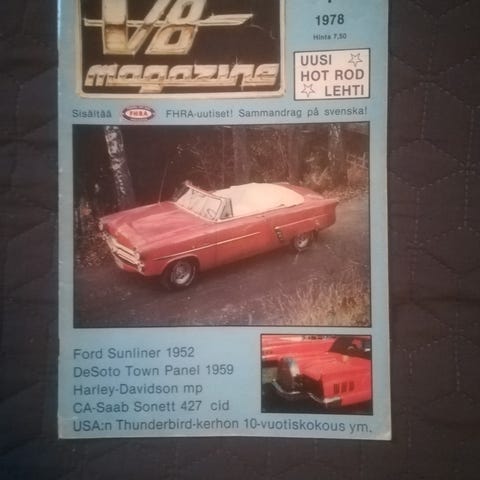 V8
magazine
1978
Hinta 7,50
UUSI
HOT ROD
LEHTI
Sisältää FHRA FHRA-uutiset! Sammandrag på svenska!
Ford Sunliner 1952
DeSoto Town Panel 1959
Harley-Davidson mp
CA-Saab Sonett 427 cid
USA:n Thunderbird-kerhon 10-vuotiskokous ym.